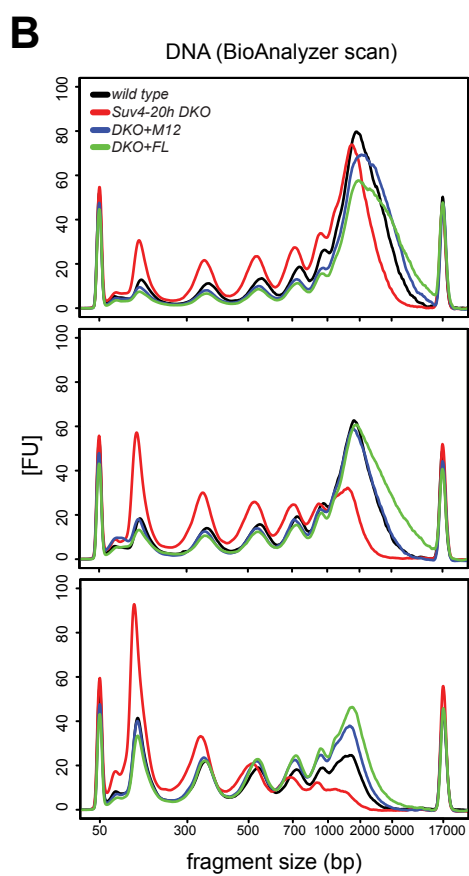 B
DNA (BioAnalyzer scan)
wild type
Suv4-20h DKO
DKO+M12
DKO+FL
100
80
60
40
20
0
100
80
60
40
20
0
[FU]
100
80
60
40
20
0
50 300 500 700 1000 2000 5000 17000
fragment size (bp)